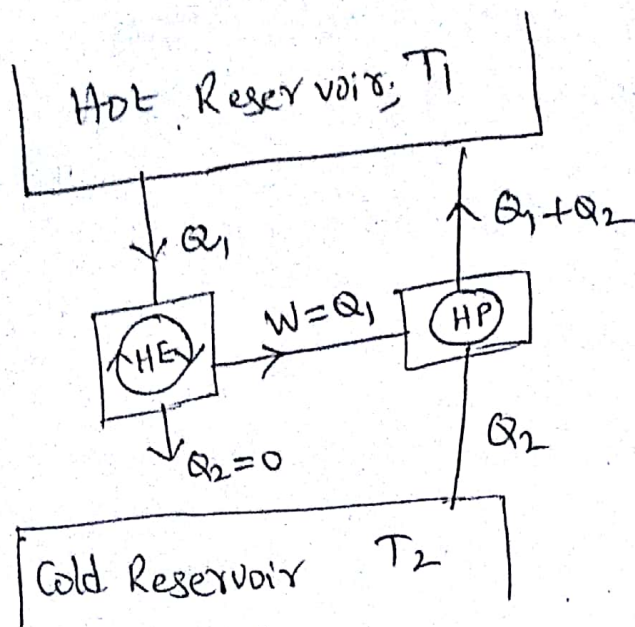 Hot Reservoir, T1
Q1
Q1+Q2
W=Q1
HE
HP
Q2=0
Q2
Cold Reservoir T2